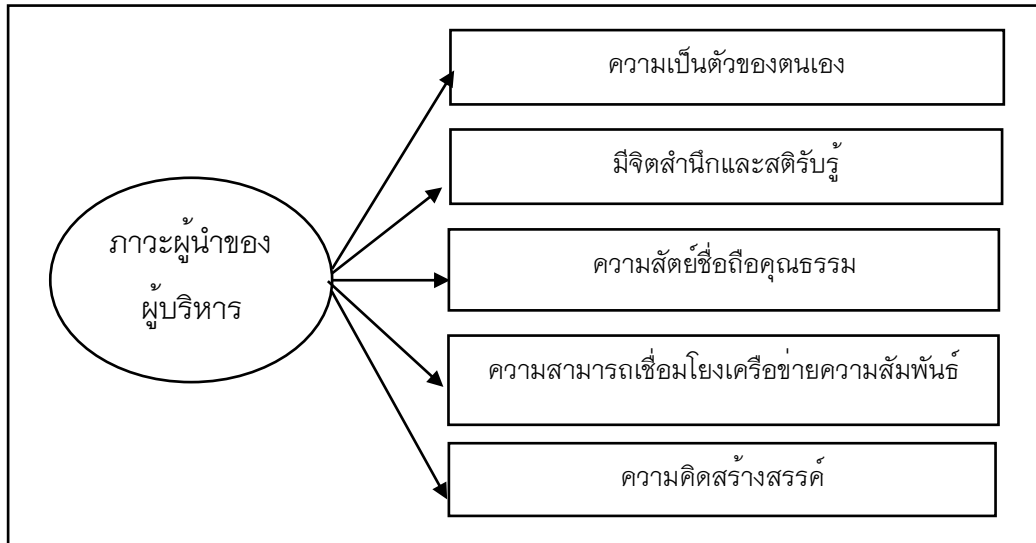 ความเป็นตัวของตนเอง
มีจิตสำนึกและสติรับรู้
ภาวะผู้นำของ
ผู้บริหาร
ความสัตย์ชื่อถือคุณธรรม
ความสามารถเชื่อมโยงเครือข่ายความสัมพันธ์
ความคิดสร้างสรรค์